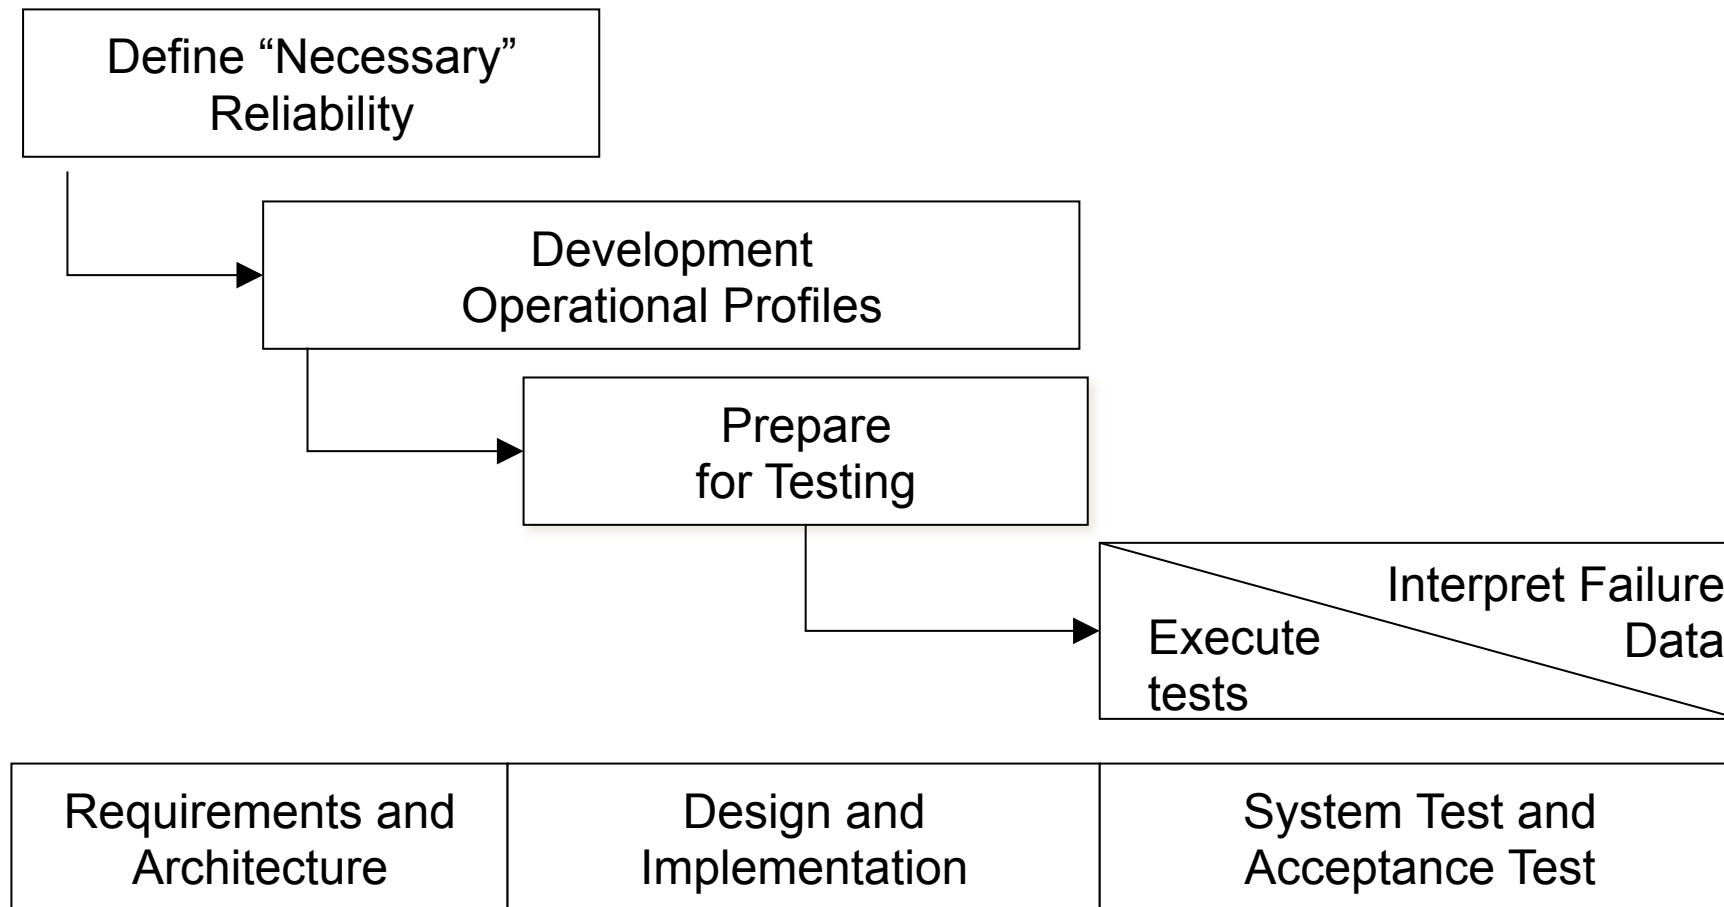 Define “Necessary”
Reliability
Development
Operational Profiles
Prepare
for Testing
Interpret Failure
Data
Execute
tests
Requirements and
Architecture
Design and
Implementation
System Test and
Acceptance Test